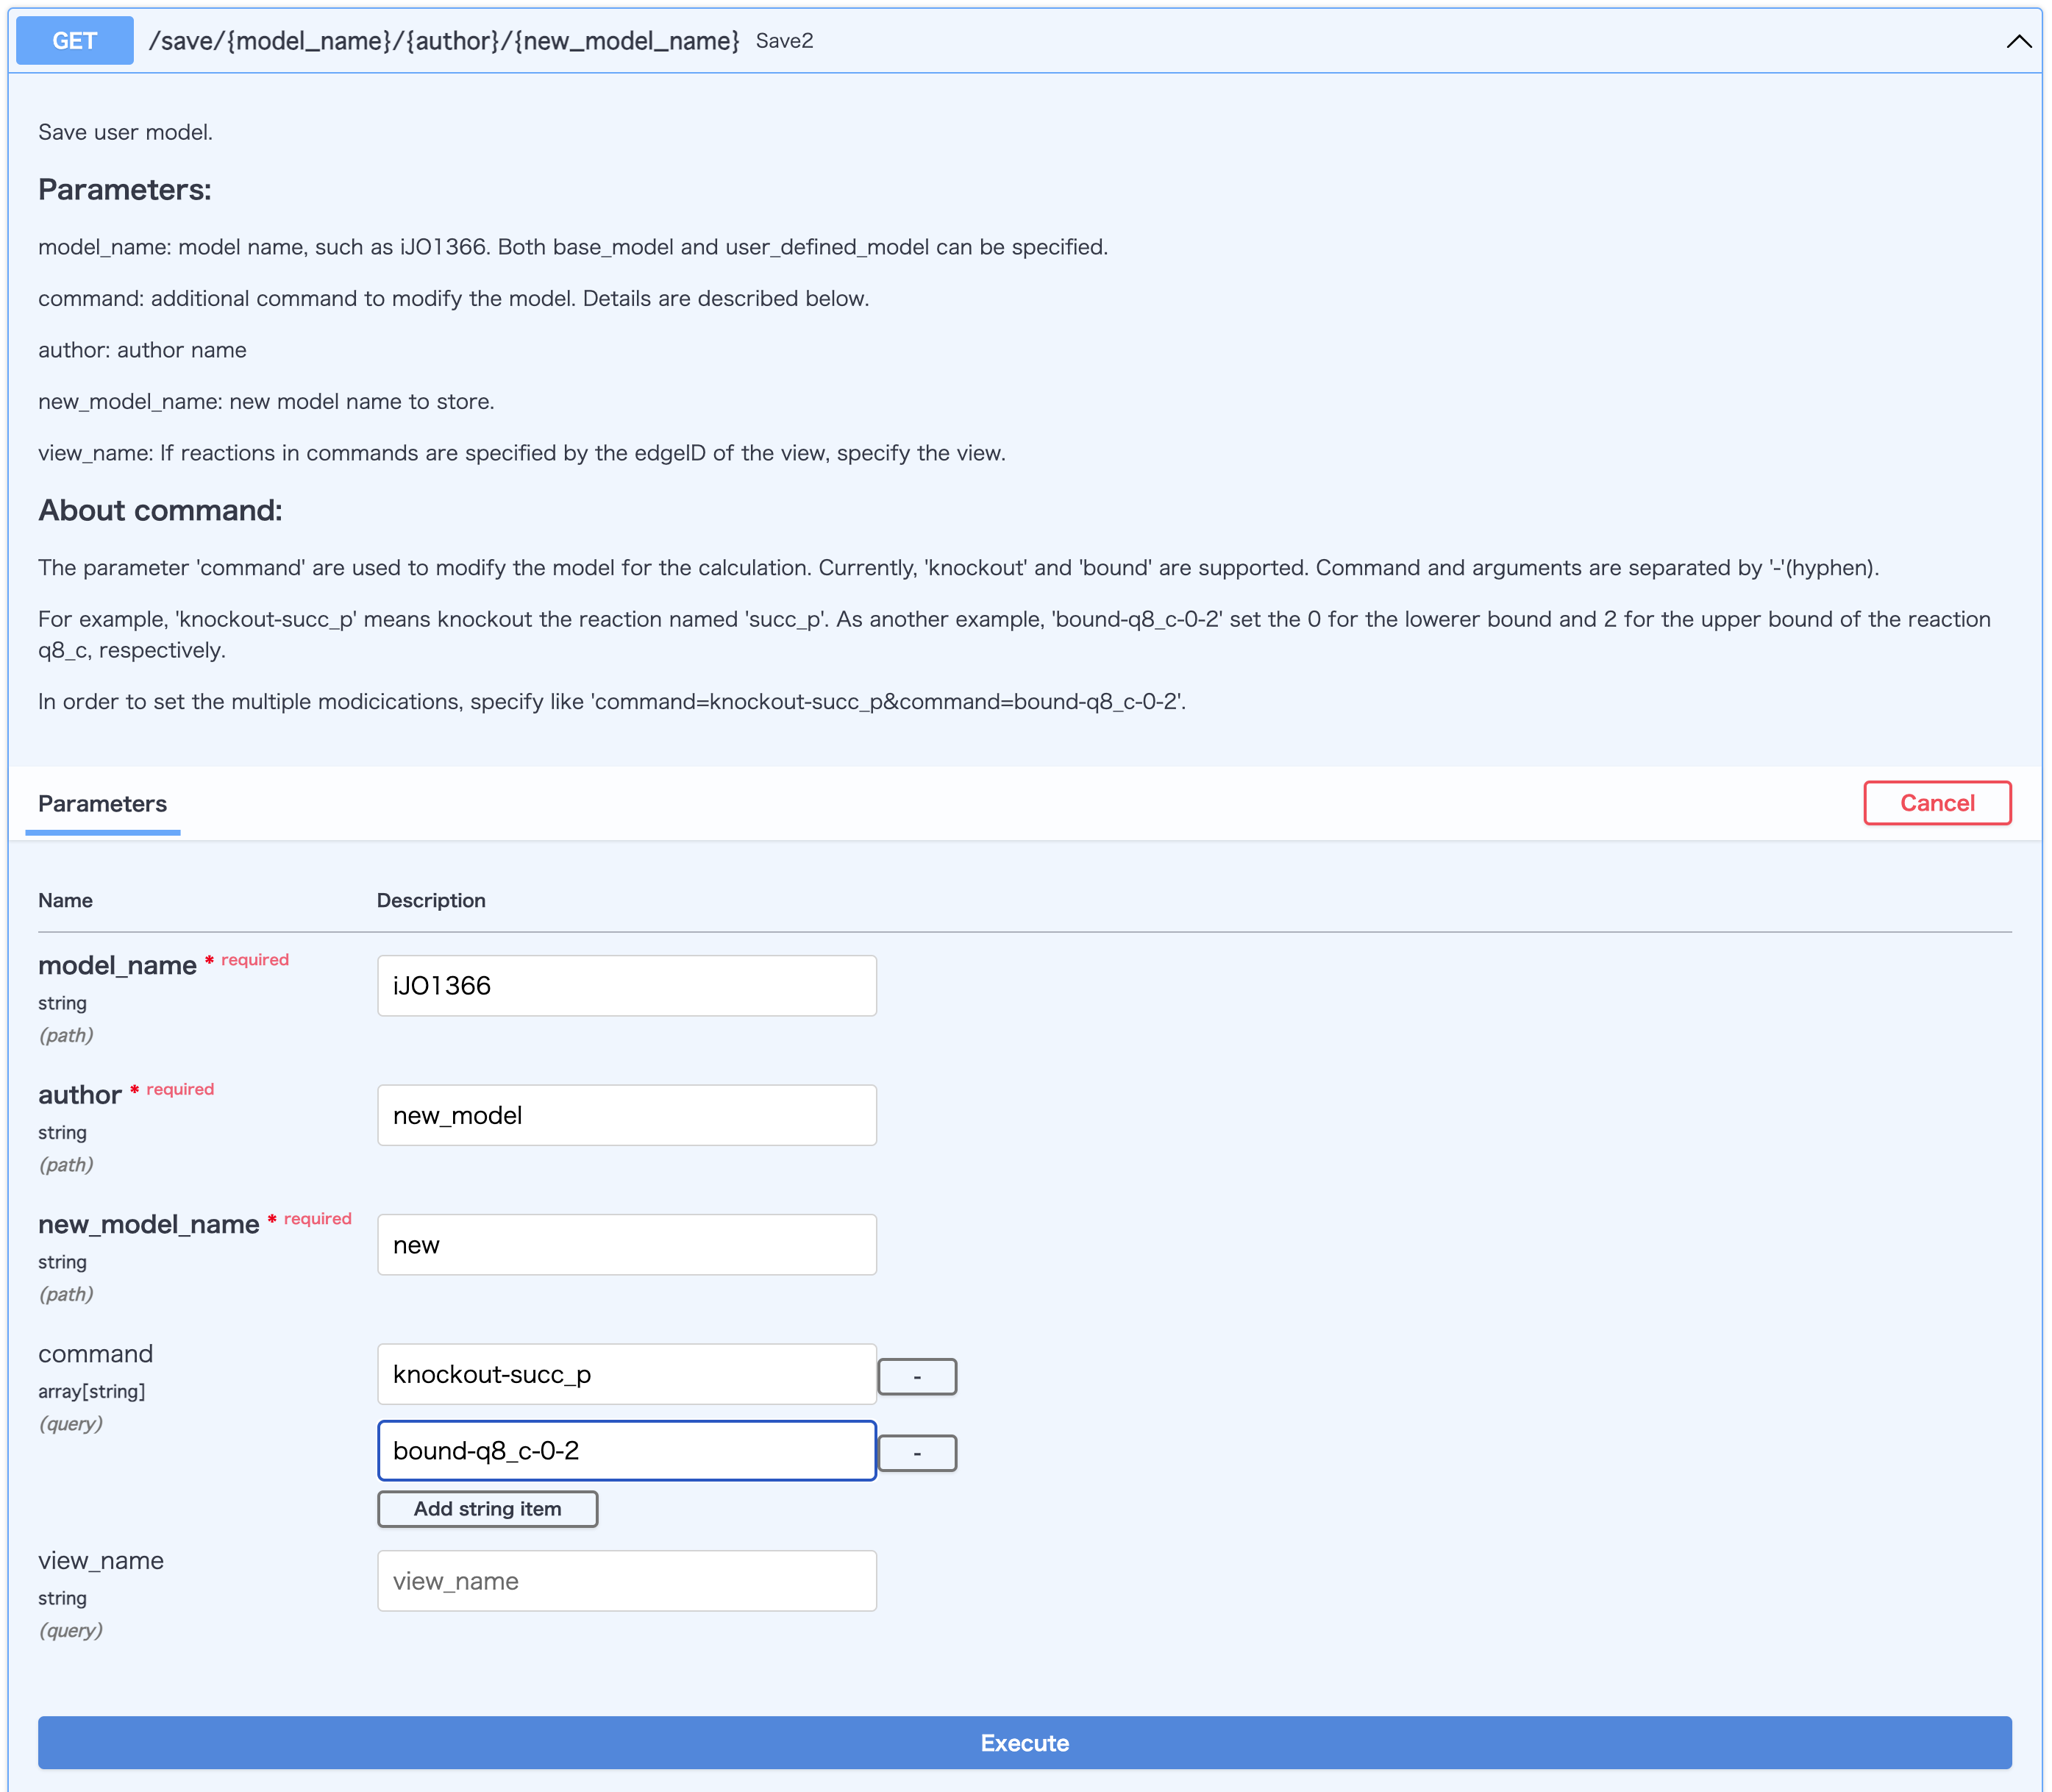 GET /save/{model_name}/{author}/{new_model_name} Save2
Save user model.
Parameters:
model_name: model name, such as iJO1366. Both base_model and user_defined_model can be specified.
command: additional command to modify the model. Details are described below.
author: author name
new_model_name: new model name to store.
view_name: If reactions in commands are specified by the edgeID of the view, specify the view.
About command:
The parameter 'command' are used to modify the model for the calculation. Currently, 'knockout' and 'bound' are supported. Command and arguments are separated by '-'(hyphen).
For example, 'knockout-succ_p' means knockout the reaction named 'succ_p'. As another example, 'bound-q8_c-0-2' set the 0 for the lowerer bound and 2 for the upper bound of the reaction
q8_c, respectively.
In order to set the multiple modicications, specify like 'command=knockout-succ_p&command=bound-q8_c-0-2'.
Parameters
Cancel
Name Description
model_name * required
string
(path)
iJO1366
author * required
string
(path)
new_model
new_model_name * required
string
(path)
new
command
array[string]
(query)
knockout-succ_p -
bound-q8_c-0-2 -
Add string item
view_name
string
(query)
view_name
Execute